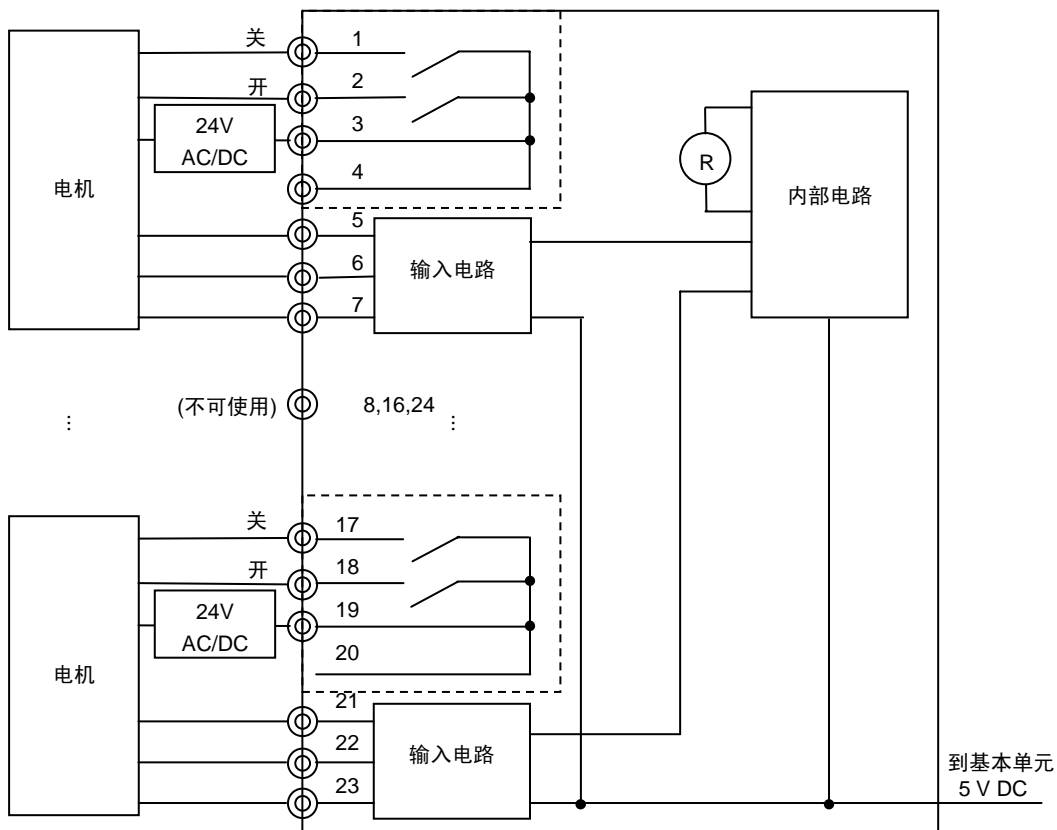 关
1
开
2
24V
AC/DC
3
4
电机
5
6
7
输入电路
R
内部电路
(不可使用)
8,16,24
⋮
⋮
关
17
开
18
24V
AC/DC
19
20
电机
21
22
23
输入电路
到基本单元
5 V DC